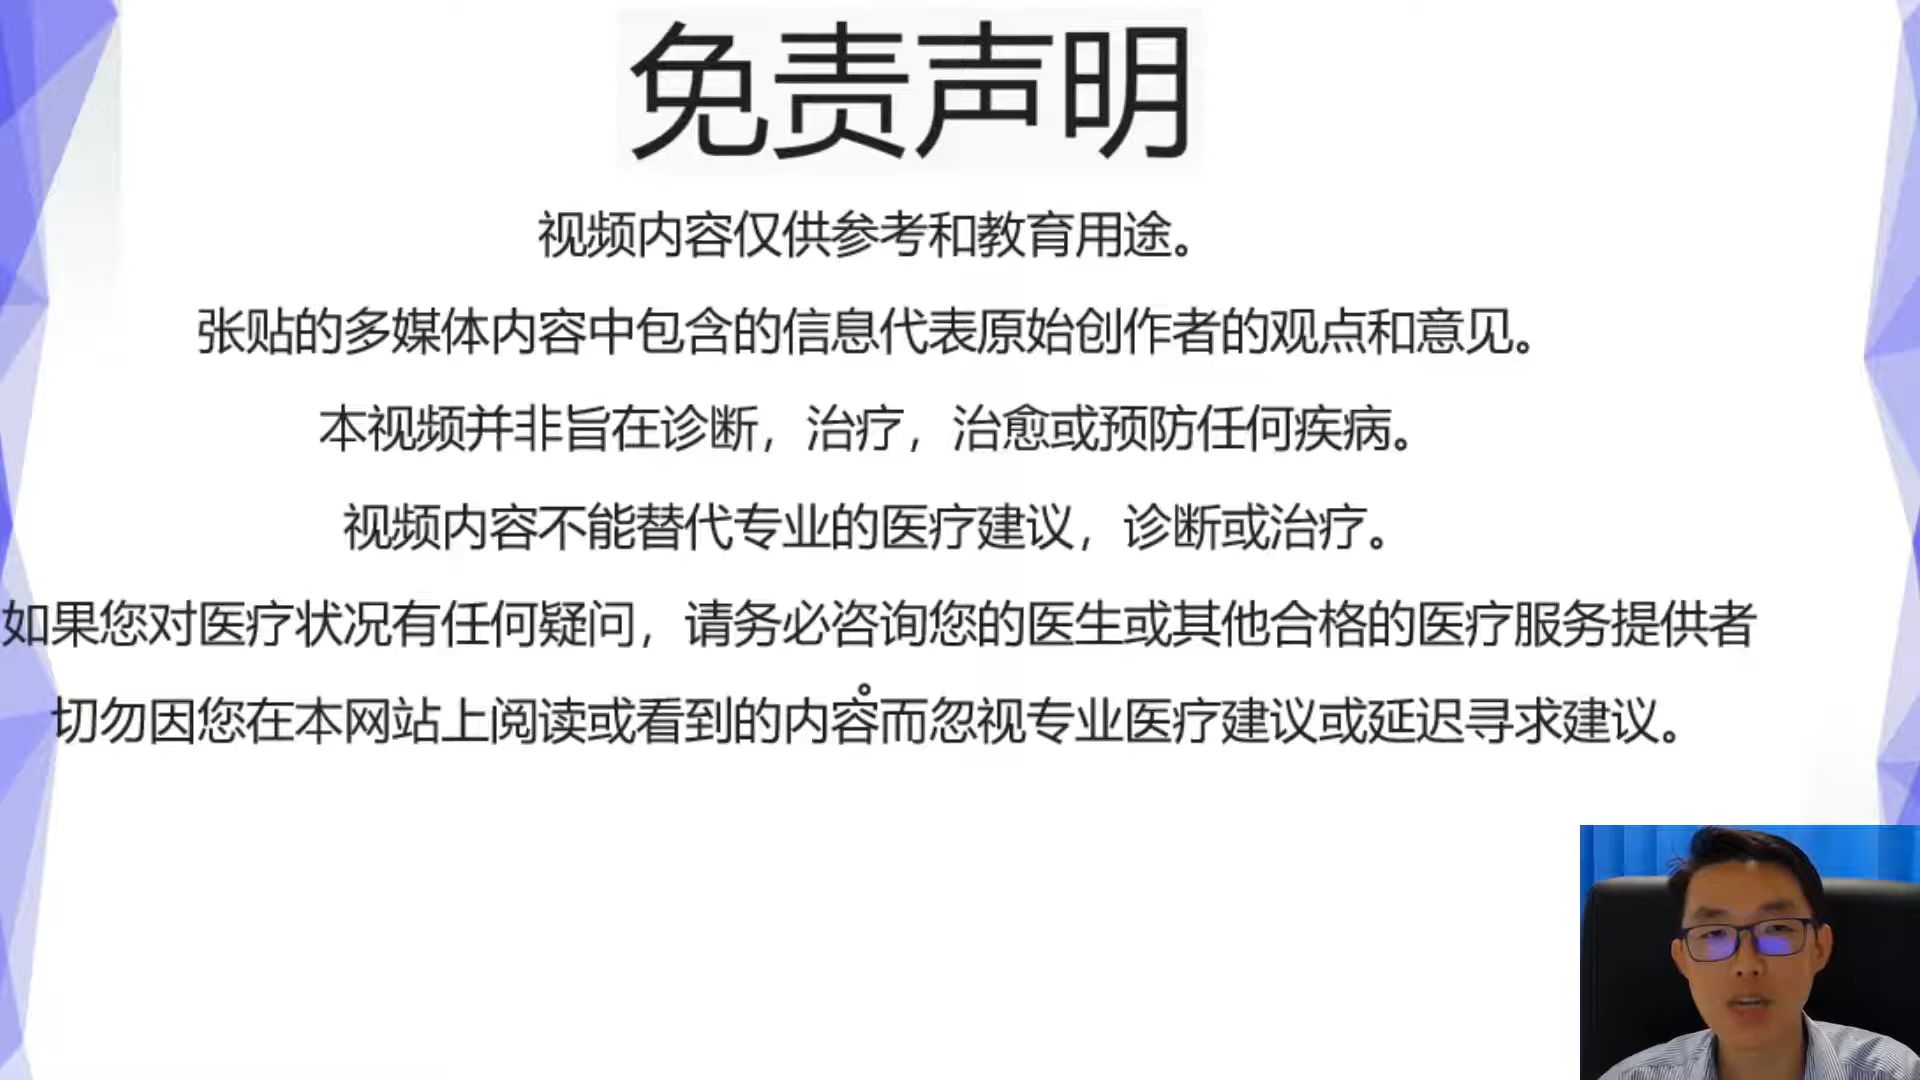 免责声明
视频内容仅供参考和教育用途。
张贴的多媒体内容中包含的信息代表原始创作者的观点和意见。
本视频并非旨在诊断，治疗，治愈或预防任何疾病。
视频内容不能替代专业的医疗建议，诊断或治疗。
如果您对医疗状况有任何疑问，请务必咨询您的医生或其他合格的医疗服务提供者
。
切勿因您在本网站上阅读或看到的内容而忽视专业医疗建议或延迟寻求建议。